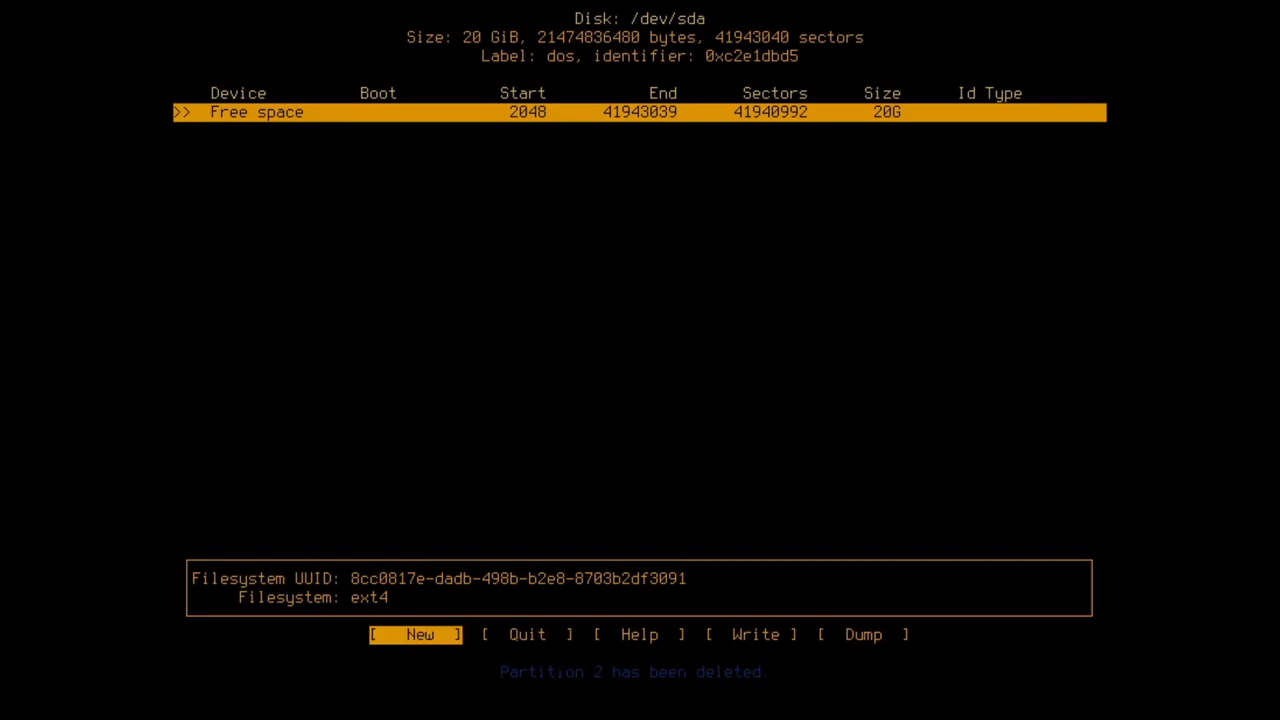 Disk: /dev/sda
Size: 20 GiB, 21474836480 bytes, 41943040 sectors
Label: dos, identifier: 0xc2e1dbd5
Device Boot Start End Sectors Size Id Type
>> Free space 2048 41943039 41940992 20G
Filesystem UUID: 8cc0817e-dadb-498b-b2e8-8703b2df3091
Filesystem: ext4
[ New ] [ Quit ] [ Help ] [ Write ] [ Dump ]
Partition 2 has been deleted.